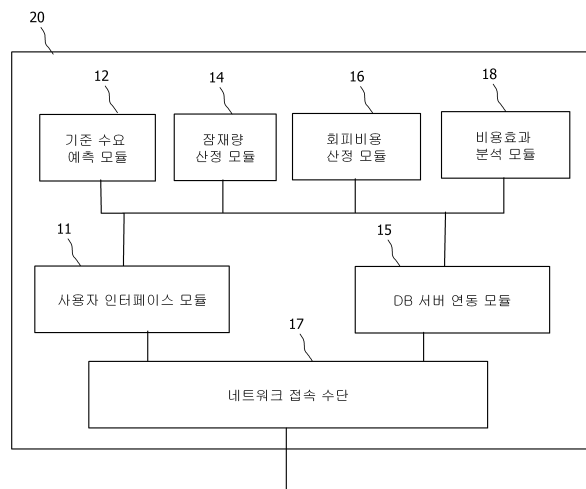 20
12
14
16
18
기준 수요
예측 모듈
잠재량
산정 모듈
회피비용
산정 모듈
비용효과
분석 모듈
11
15
사용자 인터페이스 모듈
DB 서버 연동 모듈
17
네트워크 접속 수단